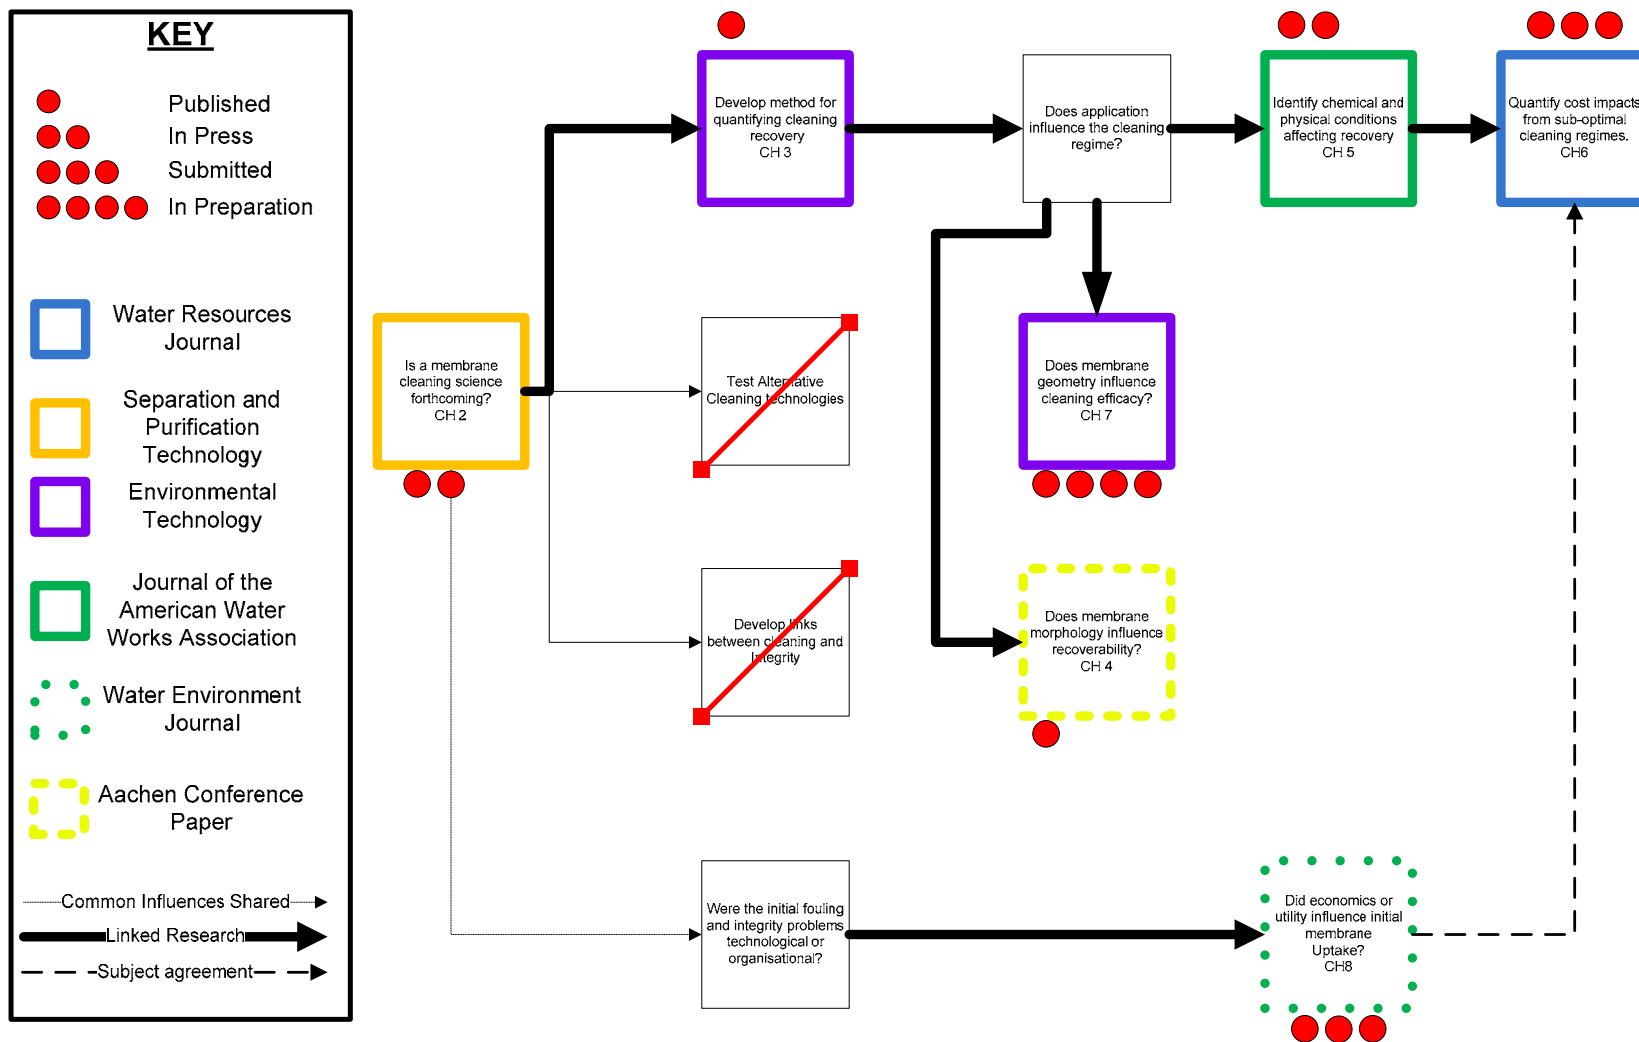 KEY
Published
In Press
Submitted
In Preparation
Water Resources
Journal
Separation and
Purification
Technology
Environmental
Technology
Journal of the
American Water
Works Association
Water Environment
Journal
Aachen Conference
Paper
Common Influences Shared
Linked Research
Subject agreement
Is a membrane
cleaning science
forthcoming?
CH 2
Develop method for
quantifying cleaning
recovery
CH 3
Does application
influence the cleaning
regime?
Identify chemical and
physical conditions
affecting recovery
CH 5
Quantify cost impacts
from sub-optimal
cleaning regimes.
CH6
Test Alternative
Cleaning technologies
Does membrane
geometry influence
cleaning efficacy?
CH 7
Develop links
between cleaning and
Integrity
Does membrane
morphology influence
recoverability?
CH 4
Were the initial fouling
and integrity problems
technological or
organisational?
Did economics or
utility influence initial
membrane
Uptake?
CH8